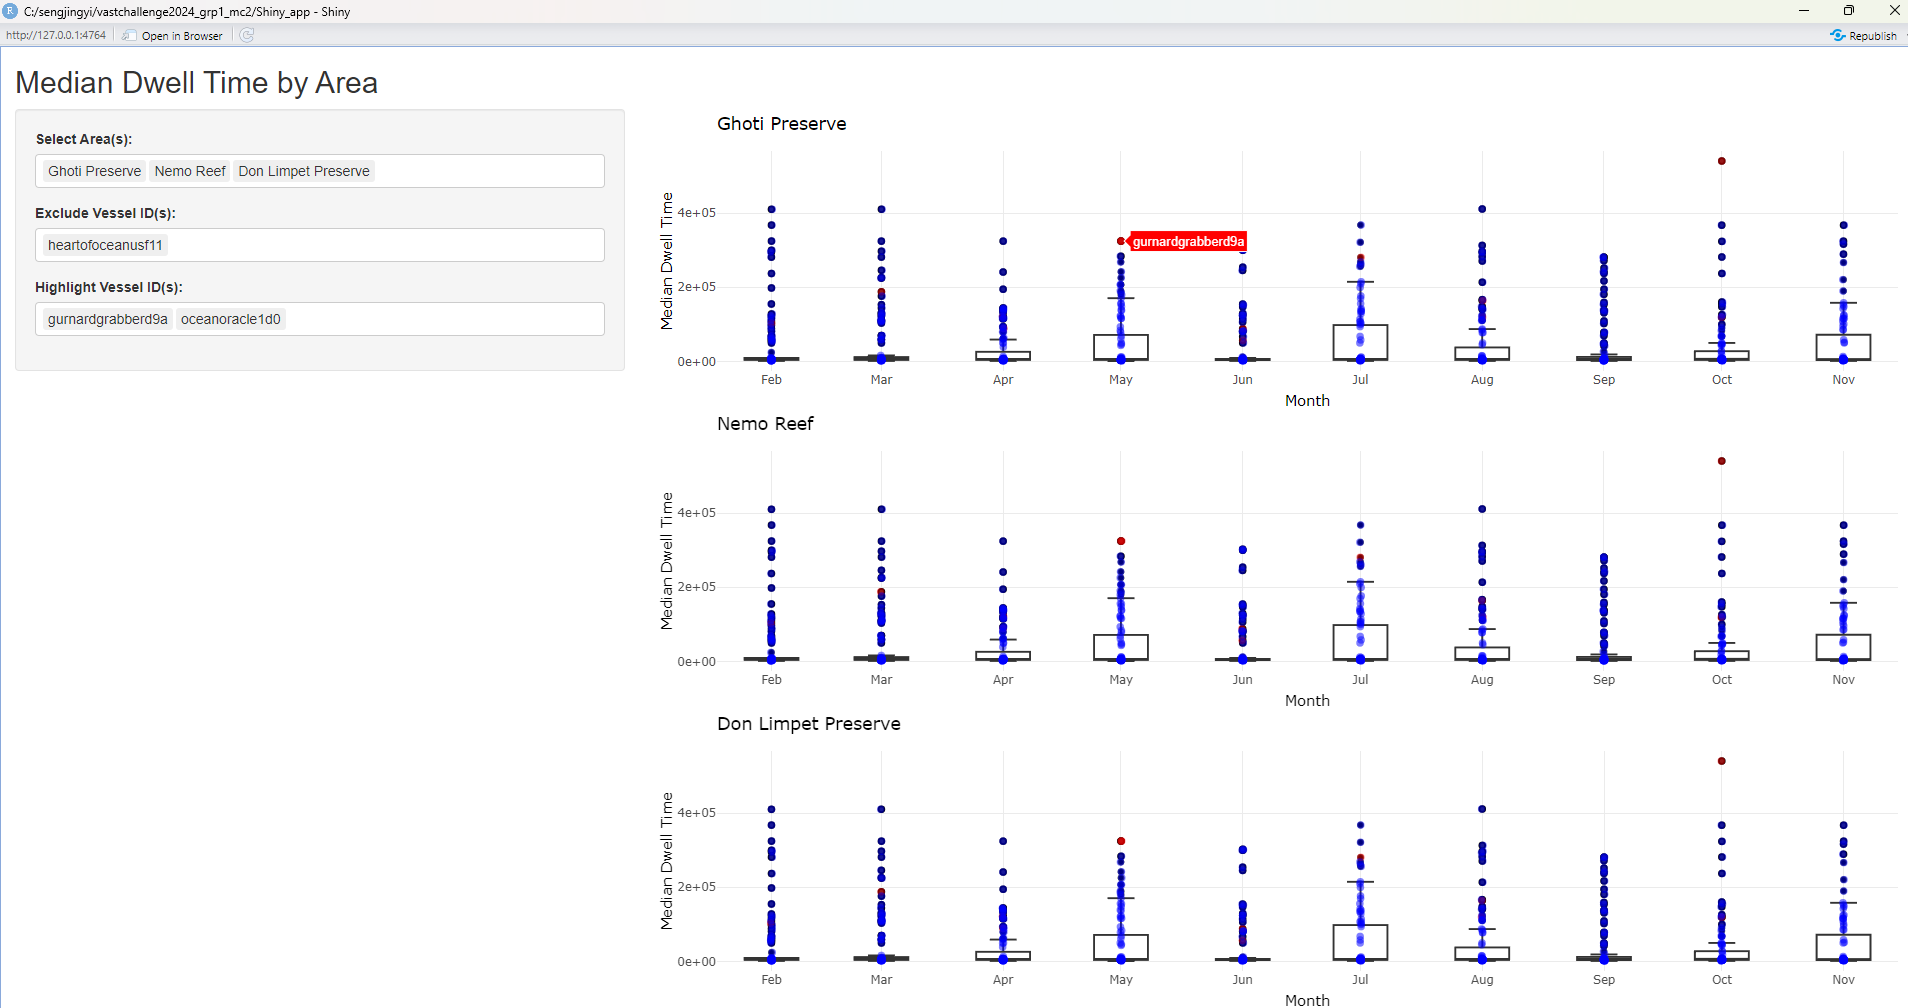 C:/sengjingyi/vastchallenge2024_grp1_mc2/Shiny_app - Shiny
http://127.0.0.1:4764 Open in Browser Republish
Median Dwell Time by Area
Select Area(s):
Ghoti Preserve Nemo Reef Don Limpet Preserve
Exclude Vessel ID(s):
heartofoceanusf11
Highlight Vessel ID(s):
gurnardgrabberd9a oceanoracle1d0
Ghoti Preserve
Median Dwell Time
4e+05
2e+05
0e+00
gurnardgrabberd9a
Feb Mar Apr May Jun Jul Aug Sep Oct Nov
Month
Nemo Reef
Median Dwell Time
4e+05
2e+05
0e+00
Feb Mar Apr May Jun Jul Aug Sep Oct Nov
Month
Don Limpet Preserve
Median Dwell Time
4e+05
2e+05
0e+00
Feb Mar Apr May Jun Jul Aug Sep Oct Nov
Month